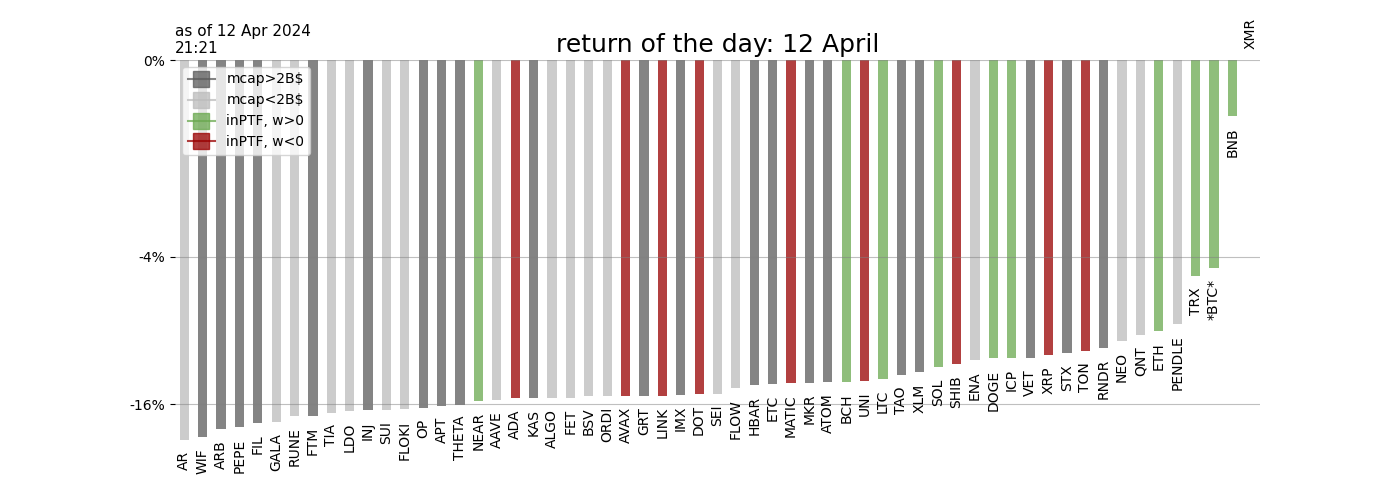 as of 12 Apr 2024
21:21
return of the day: 12 April
XMR
0%
mcap>2B$
mcap<2B$
inPTF, w>0
inPTF, w<0
-4%
-16%
AR
WIF
ARB
PEPE
FIL
GALA
RUNE
FTM
TIA
LDO
INJ
SUI
FLOKI
OP
APT
THETA
NEAR
AAVE
ADA
KAS
ALGO
FET
BSV
ORDI
AVAX
GRT
LINK
IMX
DOT
SEI
FLOW
HBAR
ETC
MATIC
MKR
ATOM
BCH
UNI
LTC
TAO
XLM
SOL
SHIB
ENA
DOGE
ICP
VET
XRP
STX
TON
RNDR
NEO
QNT
ETH
PENDLE
TRX
*BTC*
BNB